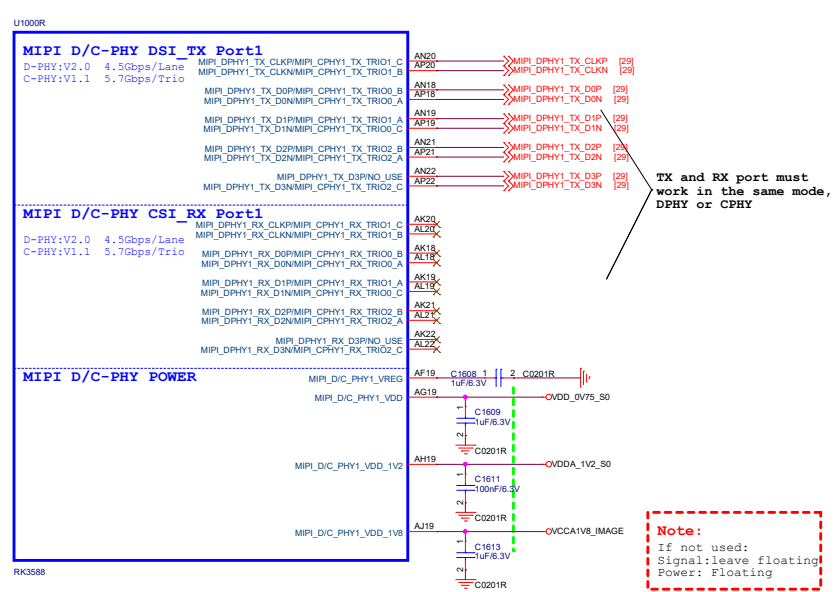 U1000R
MIPI D/C-PHY DSI_TX Port1
D-PHY:V2.0 4.5Gbps/Lane
C-PHY:V1.1 5.7Gbps/Trio
MIPI_DPHY1_TX_CLKP/MIPI_CPHY1_TX_TRIO1_C AN20 MIPI_DPHY1_TX_CLKP [29]
MIPI_DPHY1_TX_CLKN/MIPI_CPHY1_TX_TRIO1_B AP20 MIPI_DPHY1_TX_CLKN [29]
MIPI_DPHY1_TX_D0P/MIPI_CPHY1_TX_TRIO0_B AN18 MIPI_DPHY1_TX_D0P [29]
MIPI_DPHY1_TX_D0N/MIPI_CPHY1_TX_TRIO0_A AP18 MIPI_DPHY1_TX_D0N [29]
MIPI_DPHY1_TX_D1P/MIPI_CPHY1_TX_TRIO1_A AN19 MIPI_DPHY1_TX_D1P [29]
MIPI_DPHY1_TX_D1N/MIPI_CPHY1_TX_TRIO0_C AP19 MIPI_DPHY1_TX_D1N [29]
MIPI_DPHY1_TX_D2P/MIPI_CPHY1_TX_TRIO2_B AN21 MIPI_DPHY1_TX_D2P [29]
MIPI_DPHY1_TX_D2N/MIPI_CPHY1_TX_TRIO2_A AP21 MIPI_DPHY1_TX_D2N [29]
MIPI_DPHY1_TX_D3P/NO_USE AN22 MIPI_DPHY1_TX_D3P [29]
MIPI_DPHY1_TX_D3N/MIPI_CPHY1_TX_TRIO2_C AP22 MIPI_DPHY1_TX_D3N [29]
TX and RX port must
work in the same mode,
DPHY or CPHY
MIPI D/C-PHY CSI_RX Port1
D-PHY:V2.0 4.5Gbps/Lane
C-PHY:V1.1 5.7Gbps/Trio
MIPI_DPHY1_RX_CLKP/MIPI_CPHY1_RX_TRIO1_C AK20
MIPI_DPHY1_RX_CLKN/MIPI_CPHY1_RX_TRIO1_B AL20
MIPI_DPHY1_RX_D0P/MIPI_CPHY1_RX_TRIO0_B AK18
MIPI_DPHY1_RX_D0N/MIPI_CPHY1_RX_TRIO0_A AL18
MIPI_DPHY1_RX_D1P/MIPI_CPHY1_RX_TRIO1_A AK19
MIPI_DPHY1_RX_D1N/MIPI_CPHY1_RX_TRIO0_C AL19
MIPI_DPHY1_RX_D2P/MIPI_CPHY1_RX_TRIO2_B AK21
MIPI_DPHY1_RX_D2N/MIPI_CPHY1_RX_TRIO2_A AL21
MIPI_DPHY1_RX_D3P/NO_USE AK22
MIPI_DPHY1_RX_D3N/MIPI_CPHY1_RX_TRIO2_C AL22
MIPI D/C-PHY POWER
MIPI_D/C_PHY1_VREG AF19 C1608 1 2 C0201R
1uF/6.3V
MIPI_D/C_PHY1_VDD AG19 VDD_0V75_S0
1 C1609
1uF/6.3V
2 C0201R
MIPI_D/C_PHY1_VDD_1V2 AH19 VDDA_1V2_S0
1 C1611
100nF/6.3V
2 C0201R
MIPI_D/C_PHY1_VDD_1V8 AJ19 VCCA1V8_IMAGE
1 C1613
1uF/6.3V
2 C0201R
RK3588
Note:
If not used:
Signal:leave floating
Power: Floating